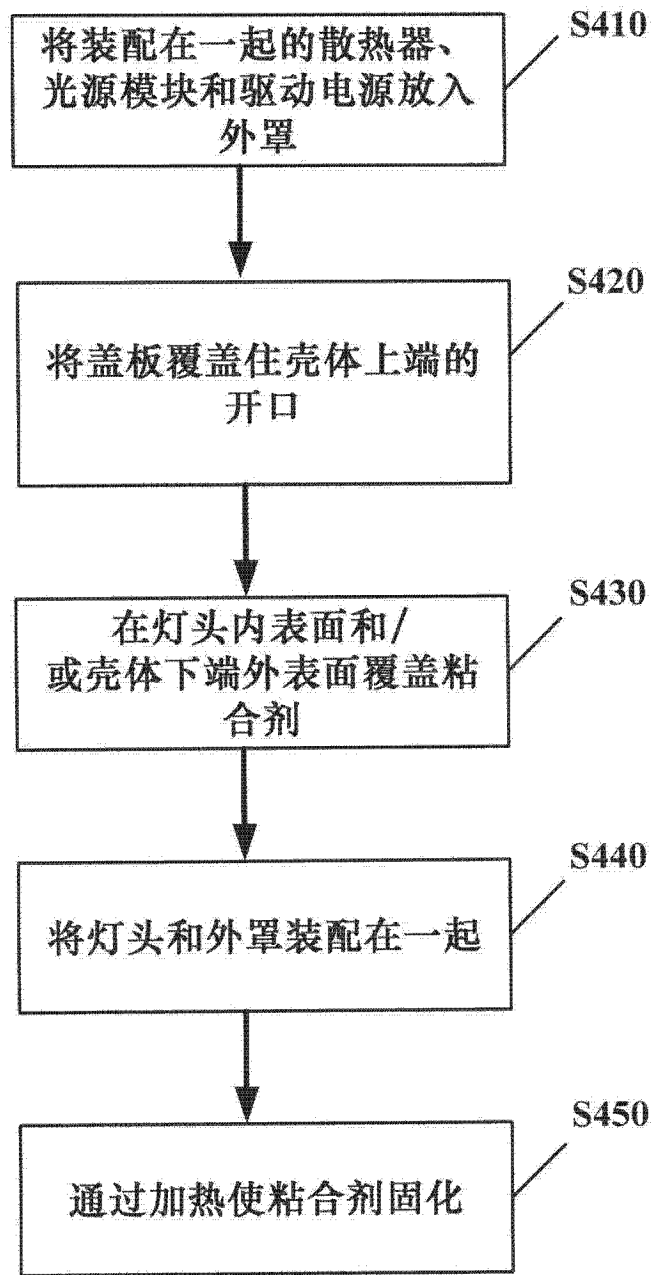 S410
将装配在一起的散热器、
光源模块和驱动电源放入
外罩
S420
将盖板覆盖住壳体上端的
开口
S430
在灯头内表面和/
或壳体下端外表面覆盖粘
合剂
S440
将灯头和外罩装配在一起
S450
通过加热使粘合剂固化